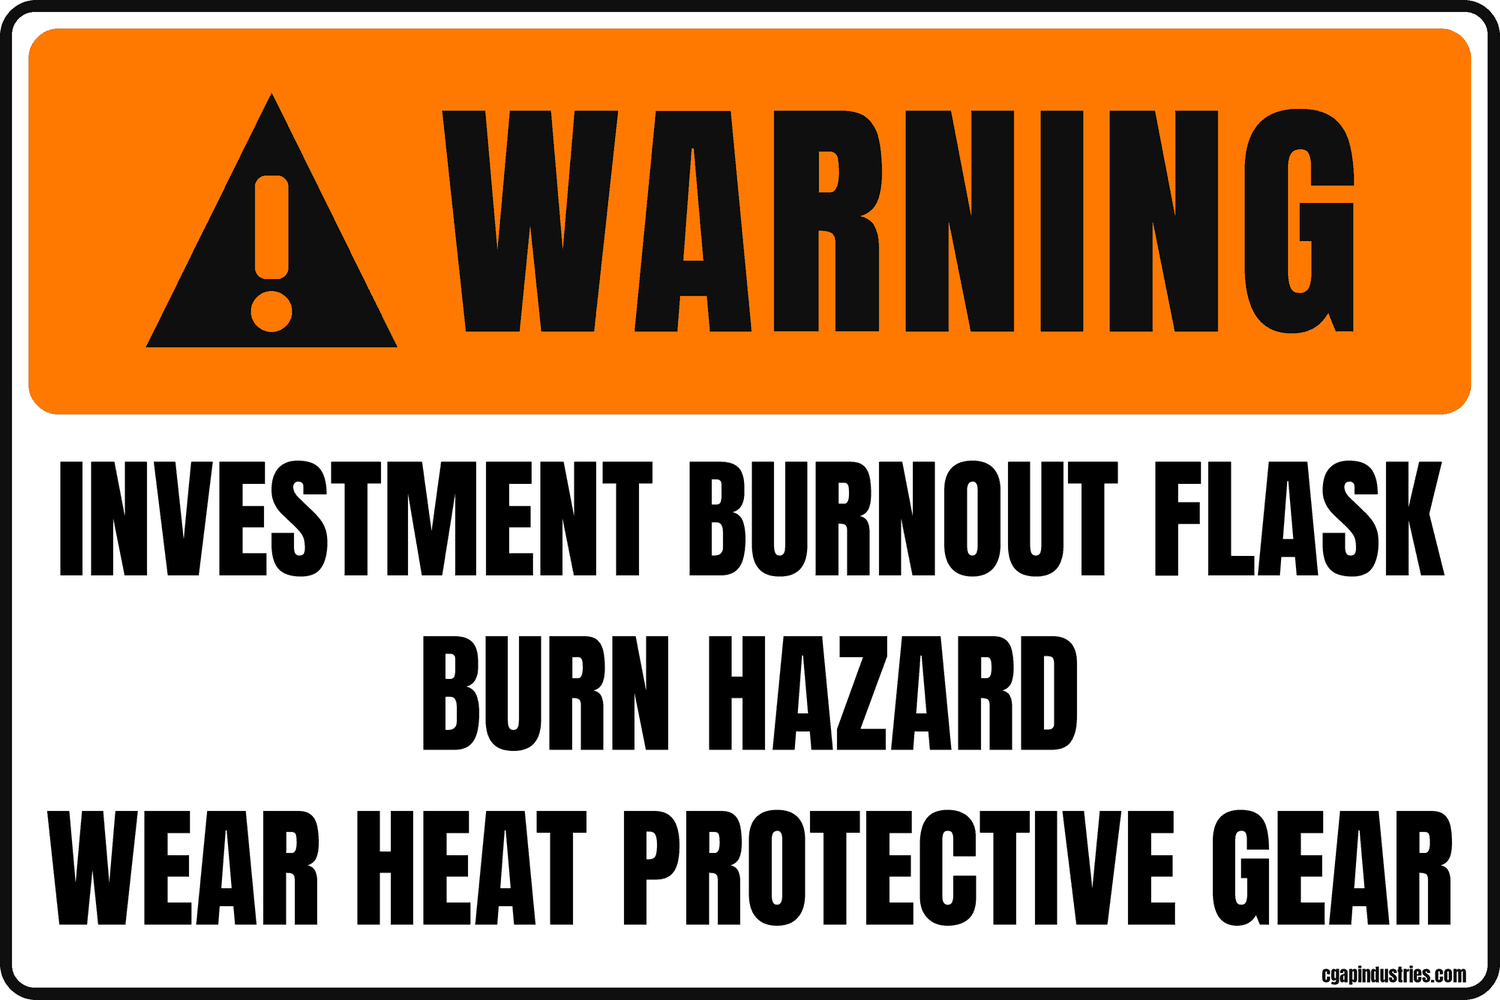 WARNING
INVESTMENT BURNOUT FLASK
BURN HAZARD
WEAR HEAT PROTECTIVE GEAR
cgapindustries.com